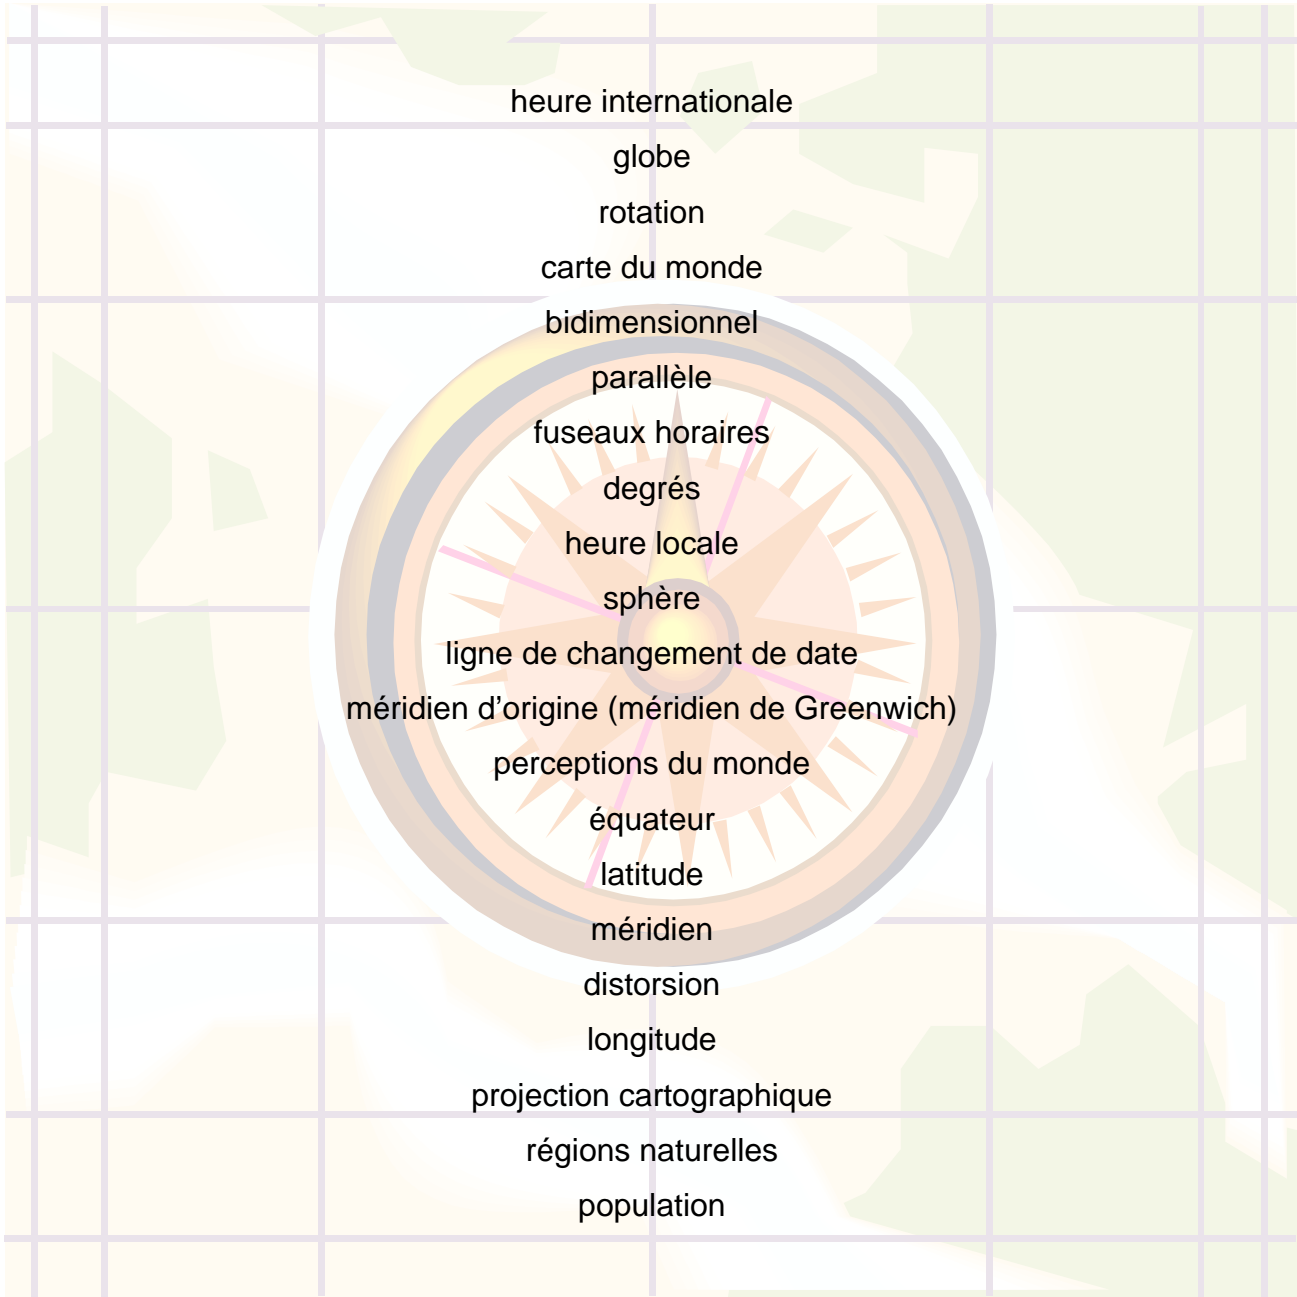 heure internationale
globe
rotation
carte du monde
bidimensionnel
parallèle
fuseaux horaires
degrés
heure locale
sphère
ligne de changement de date
méridien d’origine (méridien de Greenwich)
perceptions du monde
équateur
latitude
méridien
distorsion
longitude
projection cartographique
régions naturelles
population